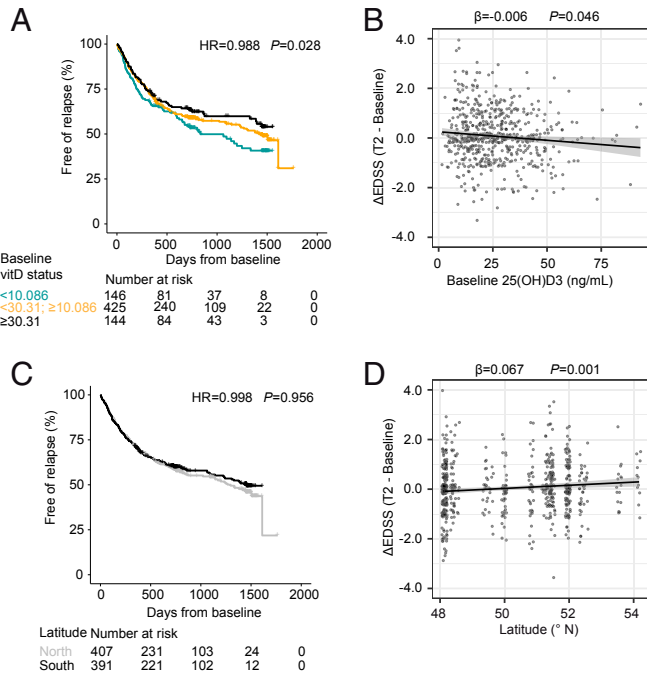 A
HR=0.988 P=0.028
100
75
50
25
0
Free of relapse (%)
0 500 1000 1500 2000
Days from baseline
Baseline
vitD status
Number at risk
<10.086 146 81 37 8 0
<30.31; ≥10.086 425 240 109 22 0
≥30.31 144 84 43 3 0
B
β=-0.006 P=0.046
4.0
2.0
0.0
-2.0
-4.0
ΔEDSS (T2 - Baseline)
0 25 50 75
Baseline 25(OH)D3 (ng/mL)
C
HR=0.998 P=0.956
100
75
50
25
0
Free of relapse (%)
0 500 1000 1500 2000
Days from baseline
Latitude Number at risk
North 407 231 103 24 0
South 391 221 102 12 0
D
β=0.067 P=0.001
4.0
2.0
0.0
-2.0
-4.0
ΔEDSS (T2 - Baseline)
48 50 52 54
Latitude (° N)